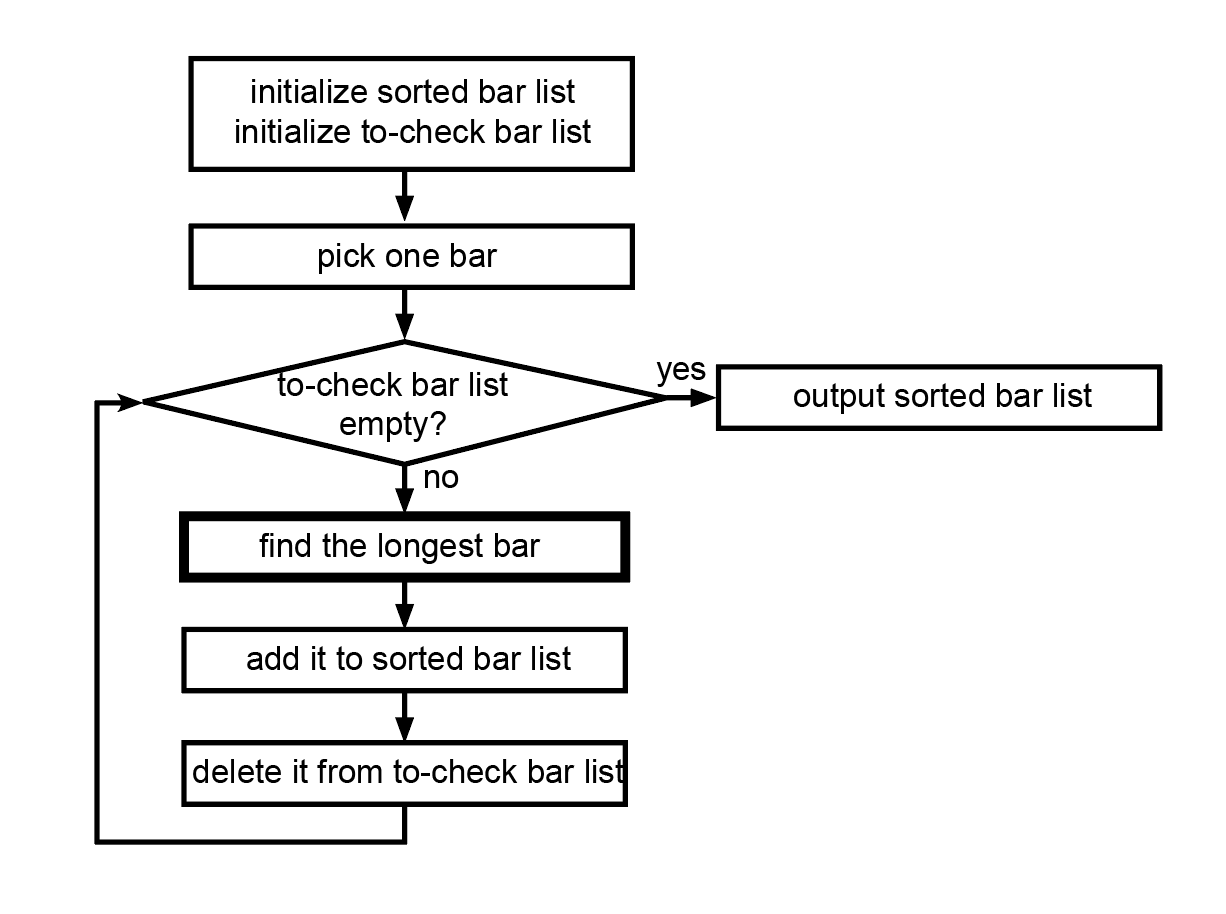 initialize sorted bar list
initialize to-check bar list
pick one bar
to-check bar list
empty?
yes
output sorted bar list
no
find the longest bar
add it to sorted bar list
delete it from to-check bar list